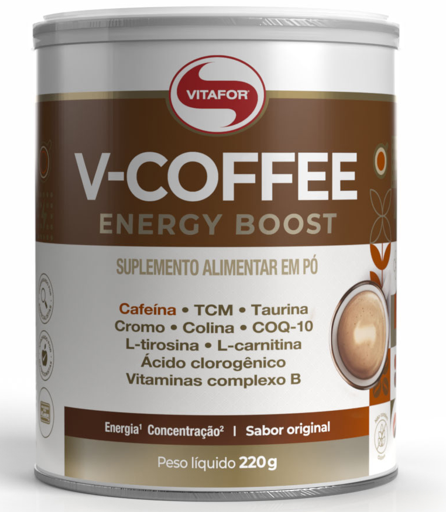 VITAFOR®
V-COFFEE
ENERGY BOOST
SUPLEMENTO ALIMENTAR EM PÓ
Cafeína • TCM • Taurina
Cromo • Colina • COQ-10
L-tirosina • L-carnitina
Ácido clorogênico
Vitaminas complexo B
Energia¹ Concentração² | Sabor original
Peso líquido 220g